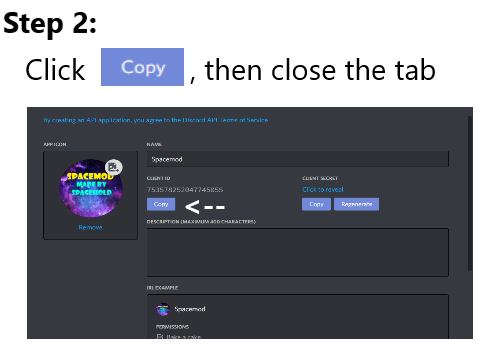 Step 2:
Click Copy , then close the tab
By creating an API application, you agree to the Discord API Terms of Service
APP ICON
SPACEMOD
MADE BY
SPACEHOLD
Remove
NAME
Spacemod
CLIENT ID
753578252047745856
Copy <--
CLIENT SECRET
Click to reveal
Copy Regenerate
DESCRIPTION (MAXIMUM 400 CHARACTERS)
IRL EXAMPLE
Spacemod
PERMISSIONS
Bake a cake